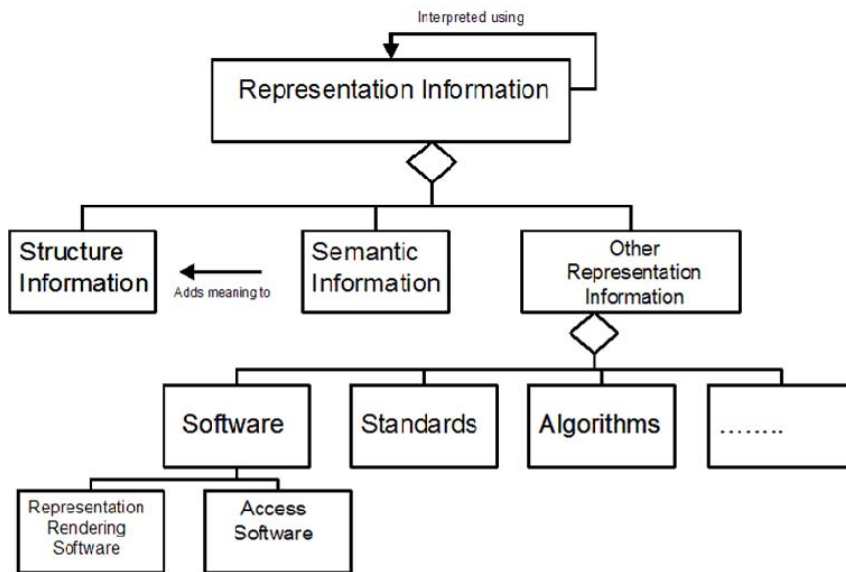 Interpreted using
Representation Information
Structure
Information
Adds meaning to
Semantic
Information
Other
Representation
Information
Software
Standards
Algorithms
........
Representation
Rendering
Software
Access
Software